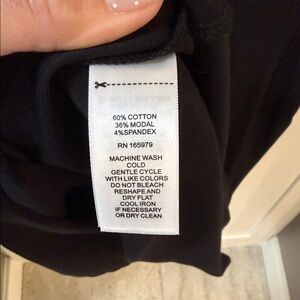 60% COTTON
36% MODAL
4%SPANDEX
RN 165979
MACHINE WASH
COLD
GENTLE CYCLE
WITH LIKE COLORS
DO NOT BLEACH
RESHAPE AND
DRY FLAT
COOL IRON
IF NECESSARY
OR DRY CLEAN